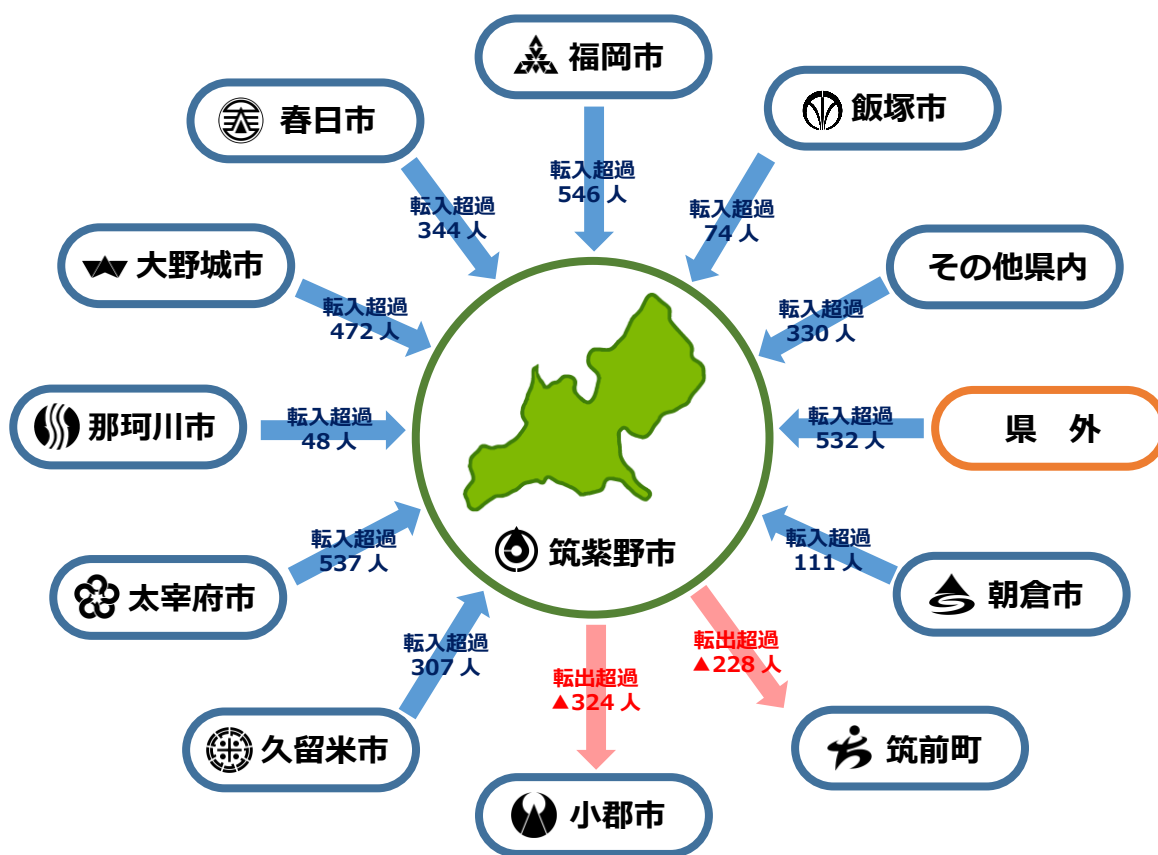 福岡市
転入超過
546 人
飯塚市
転入超過
74 人
その他県内
転入超過
330 人
県　外
転入超過
532 人
朝倉市
転入超過
111 人
筑前町
転出超過
▲228 人
小郡市
転出超過
▲324 人
久留米市
転入超過
307 人
太宰府市
転入超過
537 人
那珂川市
転入超過
48 人
大野城市
転入超過
472 人
春日市
転入超過
344 人
筑紫野市